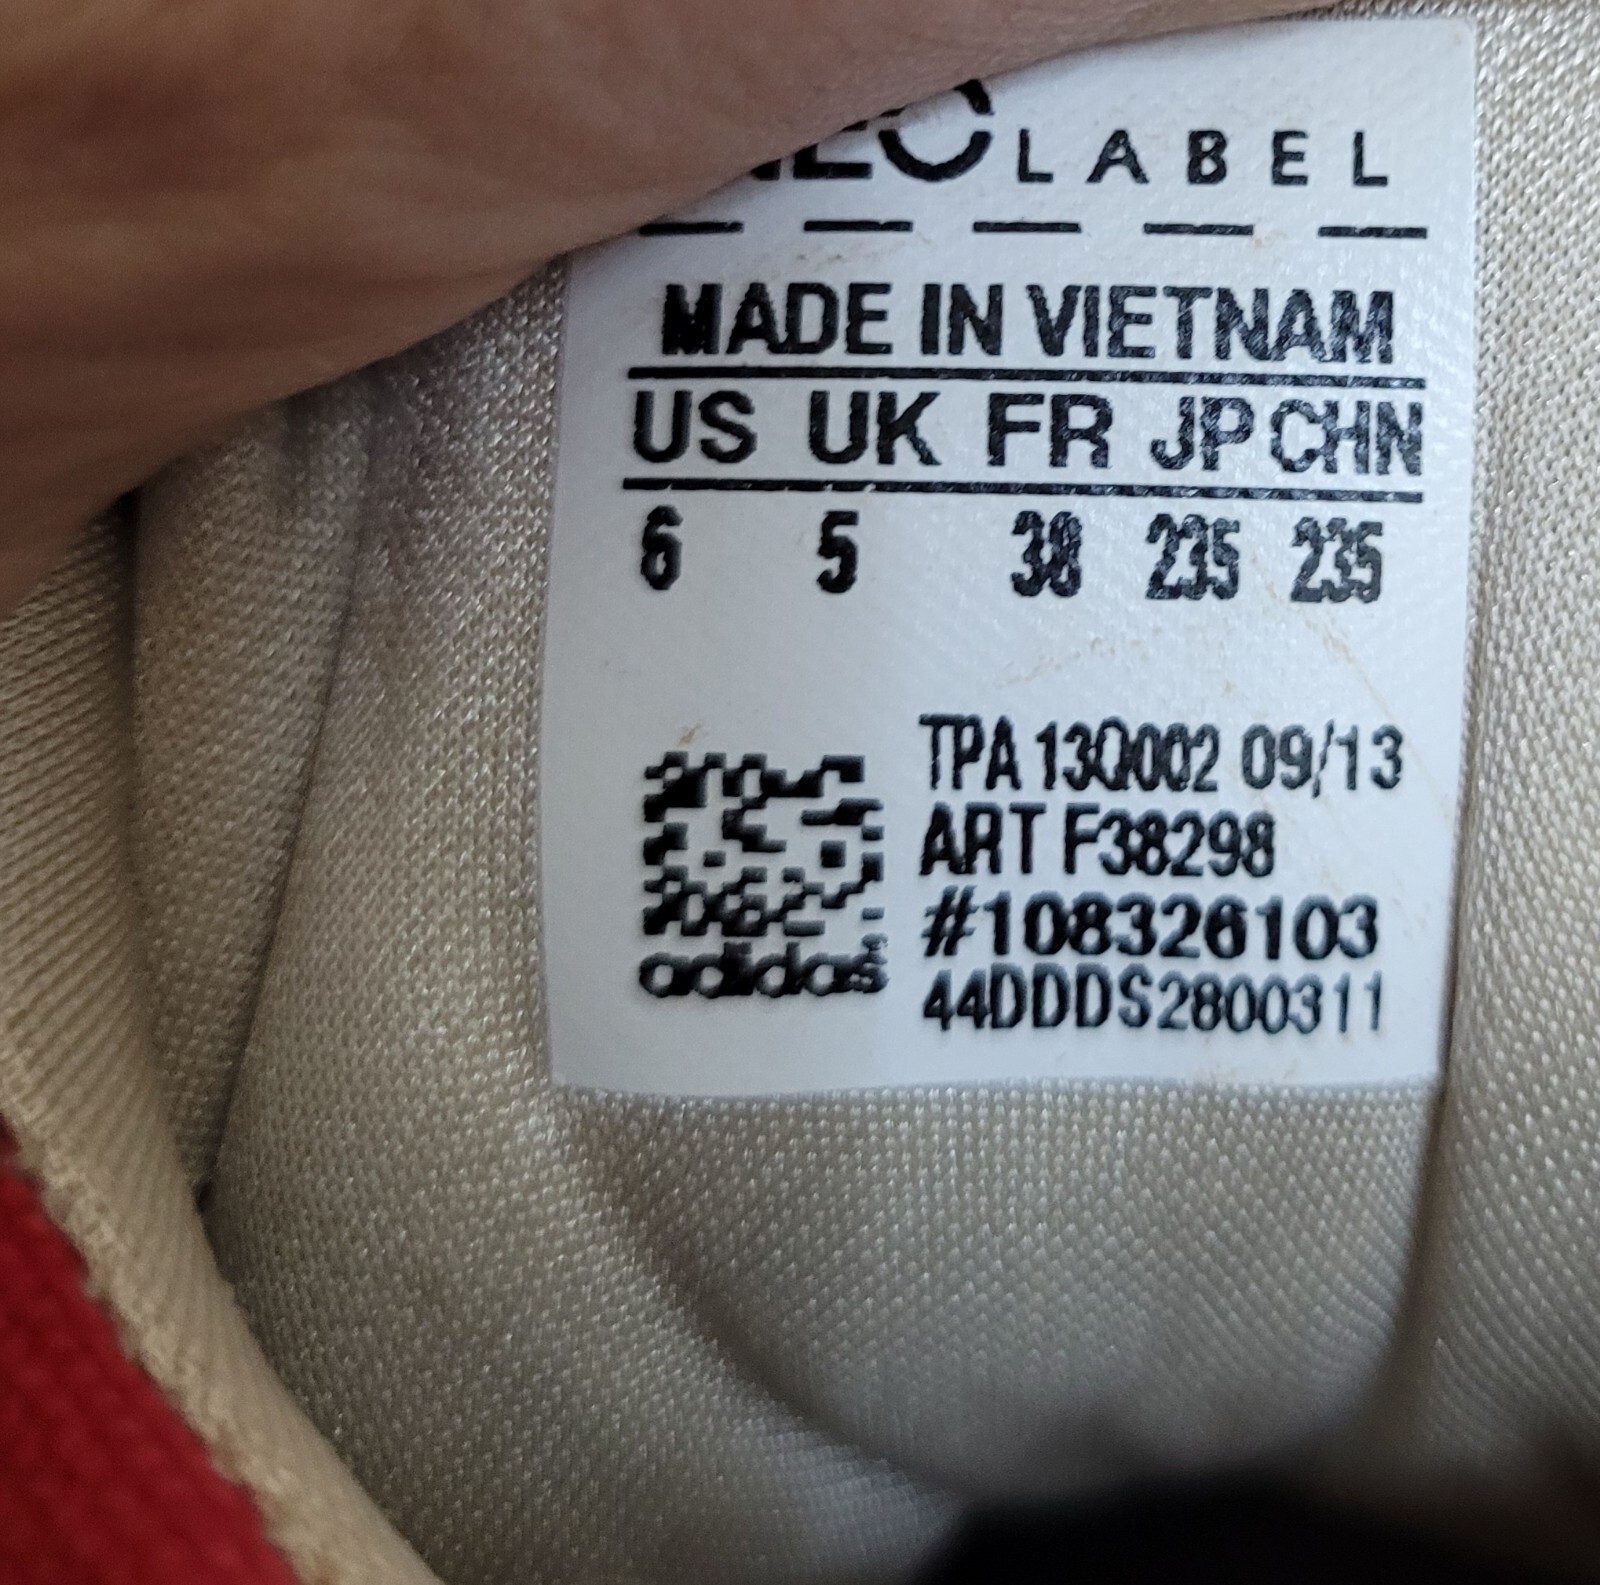 NEO LABEL
MADE IN VIETNAM
US UK FR JP CHN
6 5 38 235 235
TPA 13Q002 09/13
ART F38298
#108326103
44DDDS2800311
adidas